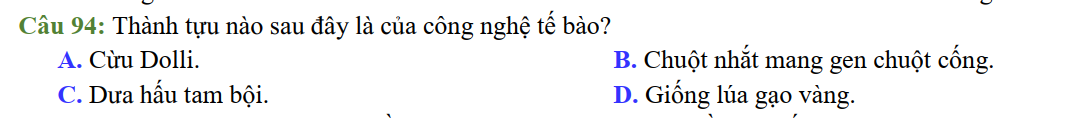 Câu 94: Thành tựu nào sau đây là của công nghệ tế bào?
A. Cừu Dolli. B. Chuột nhắt mang gen chuột cống.
C. Dưa hấu tam bội. D. Giống lúa gạo vàng.